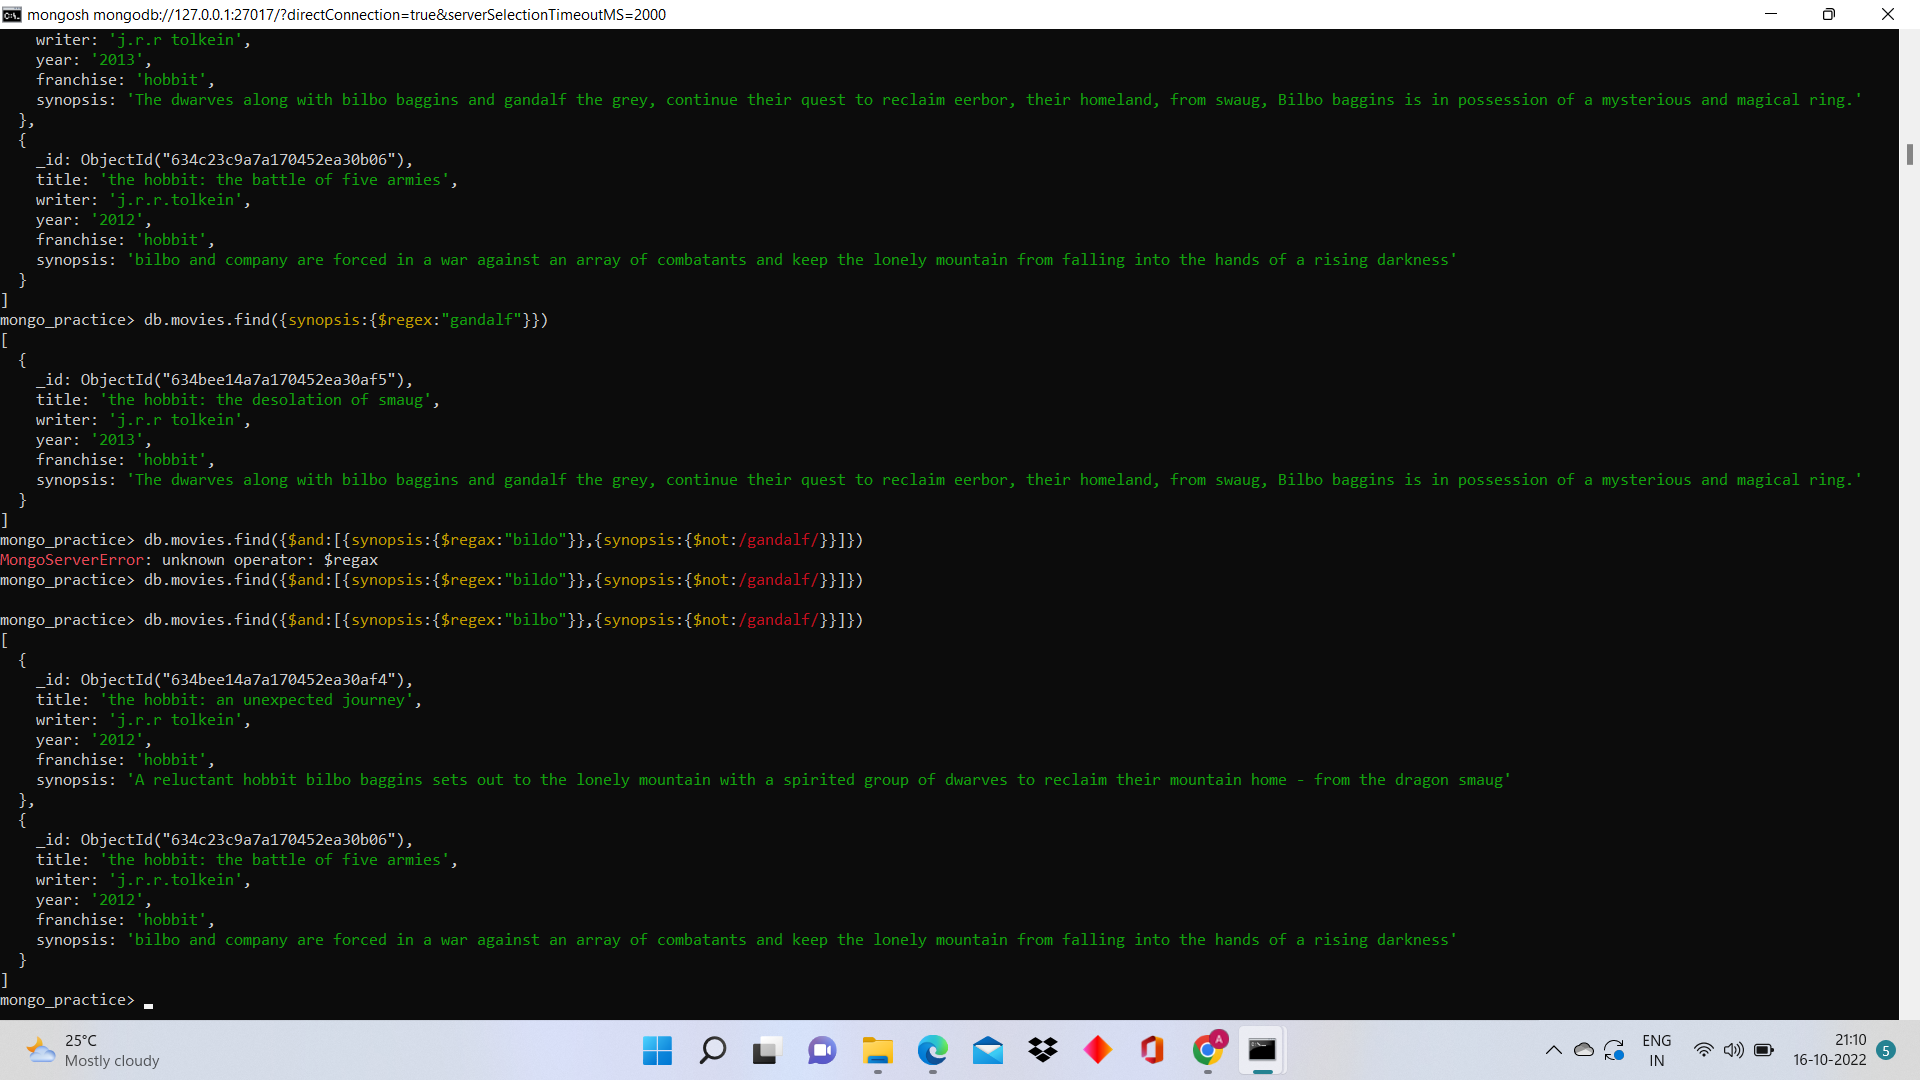 mongosh mongodb://127.0.0.1:27017/?directConnection=true&serverSelectionTimeoutMS=2000
    writer: 'j.r.r tolkein',
    year: '2013',
    franchise: 'hobbit',
    synopsis: 'The dwarves along with bilbo baggins and gandalf the grey, continue their quest to reclaim eerbor, their homeland, from swaug, Bilbo baggins is in possession of a mysterious and magical ring.'
  },
  {
    _id: ObjectId("634c23c9a7a170452ea30b06"),
    title: 'the hobbit: the battle of five armies',
    writer: 'j.r.r.tolkein',
    year: '2012',
    franchise: 'hobbit',
    synopsis: 'bilbo and company are forced in a war against an array of combatants and keep the lonely mountain from falling into the hands of a rising darkness'
  }
]
mongo_practice> db.movies.find({synopsis:{$regex:"gandalf"}})
[
  {
    _id: ObjectId("634bee14a7a170452ea30af5"),
    title: 'the hobbit: the desolation of smaug',
    writer: 'j.r.r tolkein',
    year: '2013',
    franchise: 'hobbit',
    synopsis: 'The dwarves along with bilbo baggins and gandalf the grey, continue their quest to reclaim eerbor, their homeland, from swaug, Bilbo baggins is in possession of a mysterious and magical ring.'
  }
]
mongo_practice> db.movies.find({$and:[{synopsis:{$regax:"bildo"}},{synopsis:{$not:/gandalf/}}]})
MongoServerError: unknown operator: $regax
mongo_practice> db.movies.find({$and:[{synopsis:{$regex:"bildo"}},{synopsis:{$not:/gandalf/}}]})
mongo_practice> db.movies.find({$and:[{synopsis:{$regex:"bilbo"}},{synopsis:{$not:/gandalf/}}]})
[
  {
    _id: ObjectId("634bee14a7a170452ea30af4"),
    title: 'the hobbit: an unexpected journey',
    writer: 'j.r.r tolkein',
    year: '2012',
    franchise: 'hobbit',
    synopsis: 'A reluctant hobbit bilbo baggins sets out to the lonely mountain with a spirited group of dwarves to reclaim their mountain home - from the dragon smaug'
  },
  {
    _id: ObjectId("634c23c9a7a170452ea30b06"),
    title: 'the hobbit: the battle of five armies',
    writer: 'j.r.r.tolkein',
    year: '2012',
    franchise: 'hobbit',
    synopsis: 'bilbo and company are forced in a war against an array of combatants and keep the lonely mountain from falling into the hands of a rising darkness'
  }
]
mongo_practice>
25°C
Mostly cloudy
A
ENG
IN
21:10
16-10-2022
5